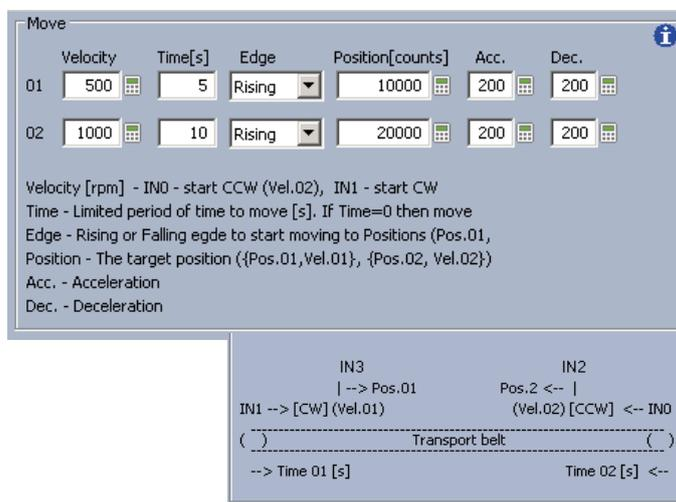 Move
Velocity Time[s] Edge Position[counts] Acc. Dec.
01 500 5 Rising 10000 200 200
02 1000 10 Rising 20000 200 200
Velocity [rpm] - IN0 - start CCW (Vel.02), IN1 - start CW
Time - Limited period of time to move [s]. If Time=0 then move
Edge - Rising or Falling egde to start moving to Positions (Pos.01,
Position - The target position ({Pos.01,Vel.01}, {Pos.02, Vel.02})
Acc. - Acceleration
Dec. - Deceleration
IN3 IN2
| --> Pos.01 Pos.2 <-- |
IN1 --> [CW] (Vel.01) (Vel.02) [CCW] <-- IN0
( ) Transport belt ( )
--> Time 01 [s] Time 02 [s] <--